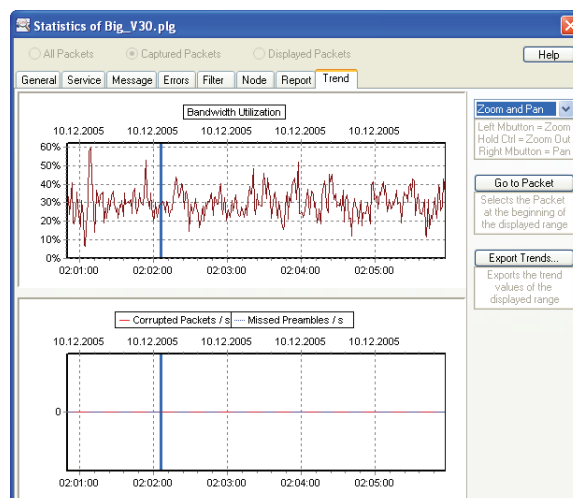 Statistics of Big_V30.plg
All Packets Captured Packets Displayed Packets
Help
General Service Message Errors Filter Node Report Trend
Bandwidth Utilization
10.12.2005 10.12.2005 10.12.2005 10.12.2005 10.12.2005
60%
50%
40%
30%
20%
10%
0%
02:01:00 02:02:00 02:03:00 02:04:00 02:05:00
Zoom and Pan
Left Mbutton = Zoom
Hold Ctrl = Zoom Out
Right Mbutton = Pan
Go to Packet
Selects the Packet
at the beginning of
the displayed range
Export Trends...
Exports the trend
values of the
displayed range
Corrupted Packets / s Missed Preambles / s
10.12.2005 10.12.2005 10.12.2005 10.12.2005 10.12.2005
0
02:01:00 02:02:00 02:03:00 02:04:00 02:05:00